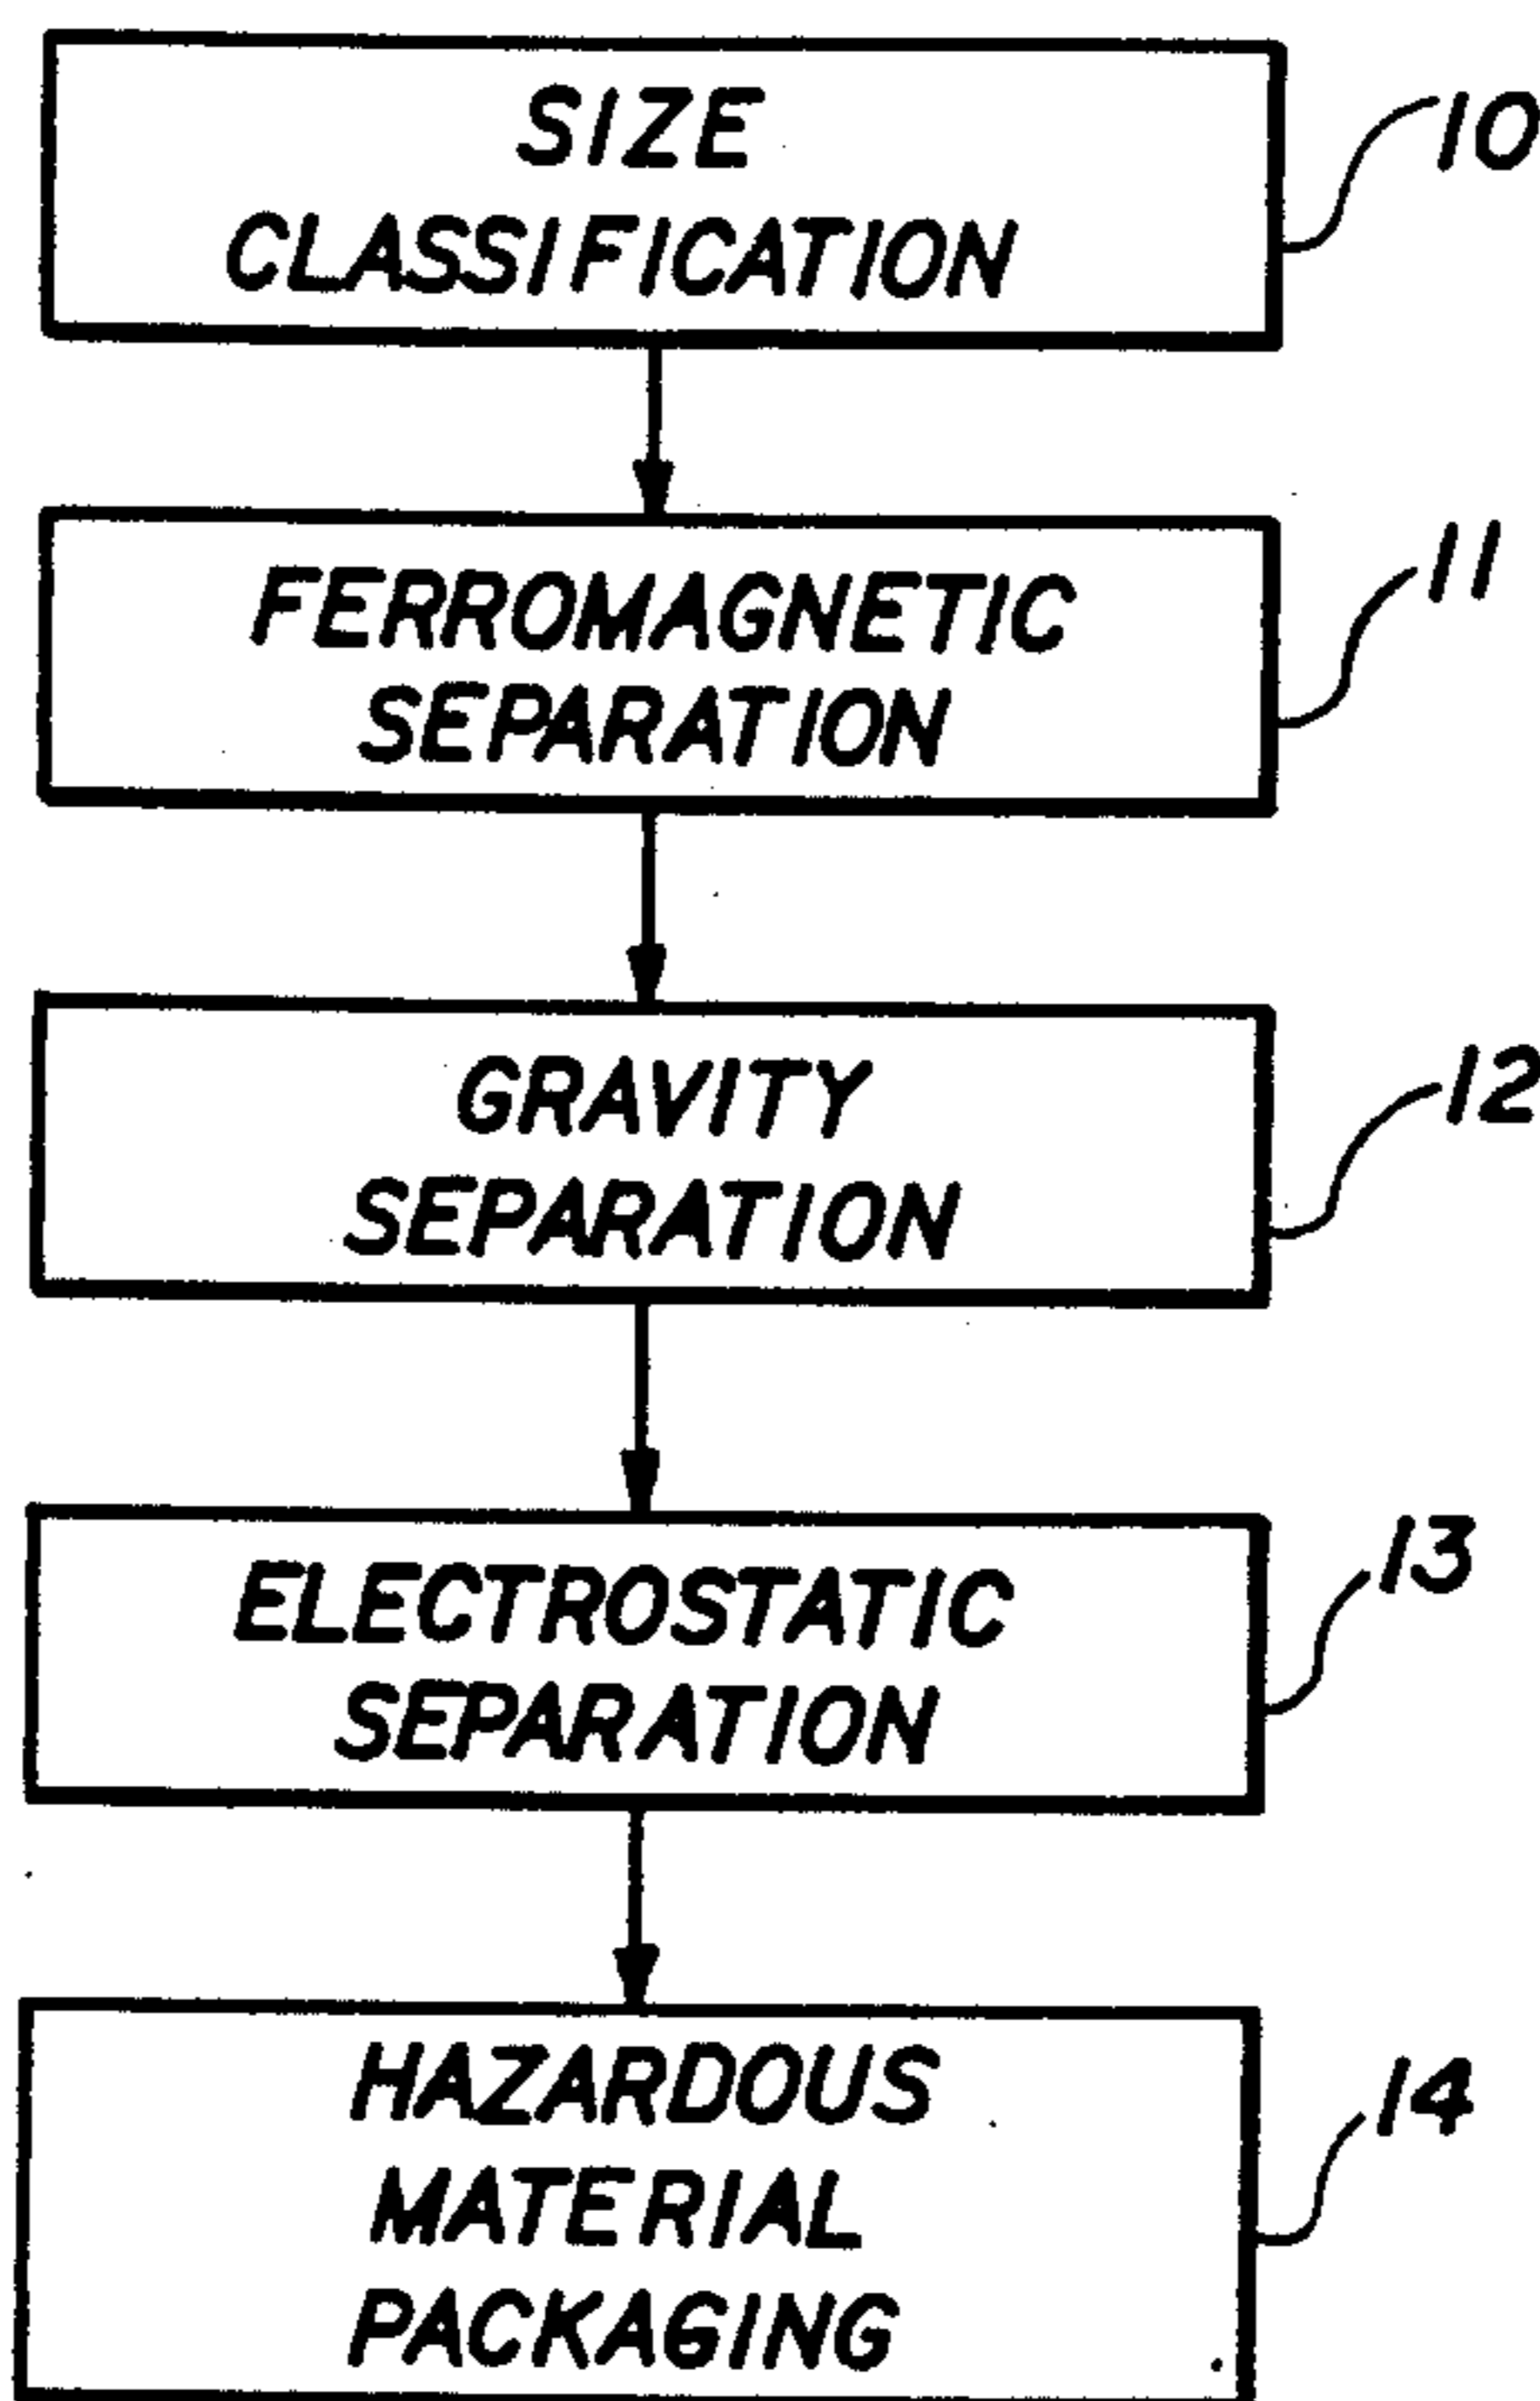 SIZE
CLASSIFICATION
10
FERROMAGNETIC
SEPARATION
11
GRAVITY
SEPARATION
12
ELECTROSTATIC
SEPARATION
13
HAZARDOUS
MATERIAL
PACKAGING
14